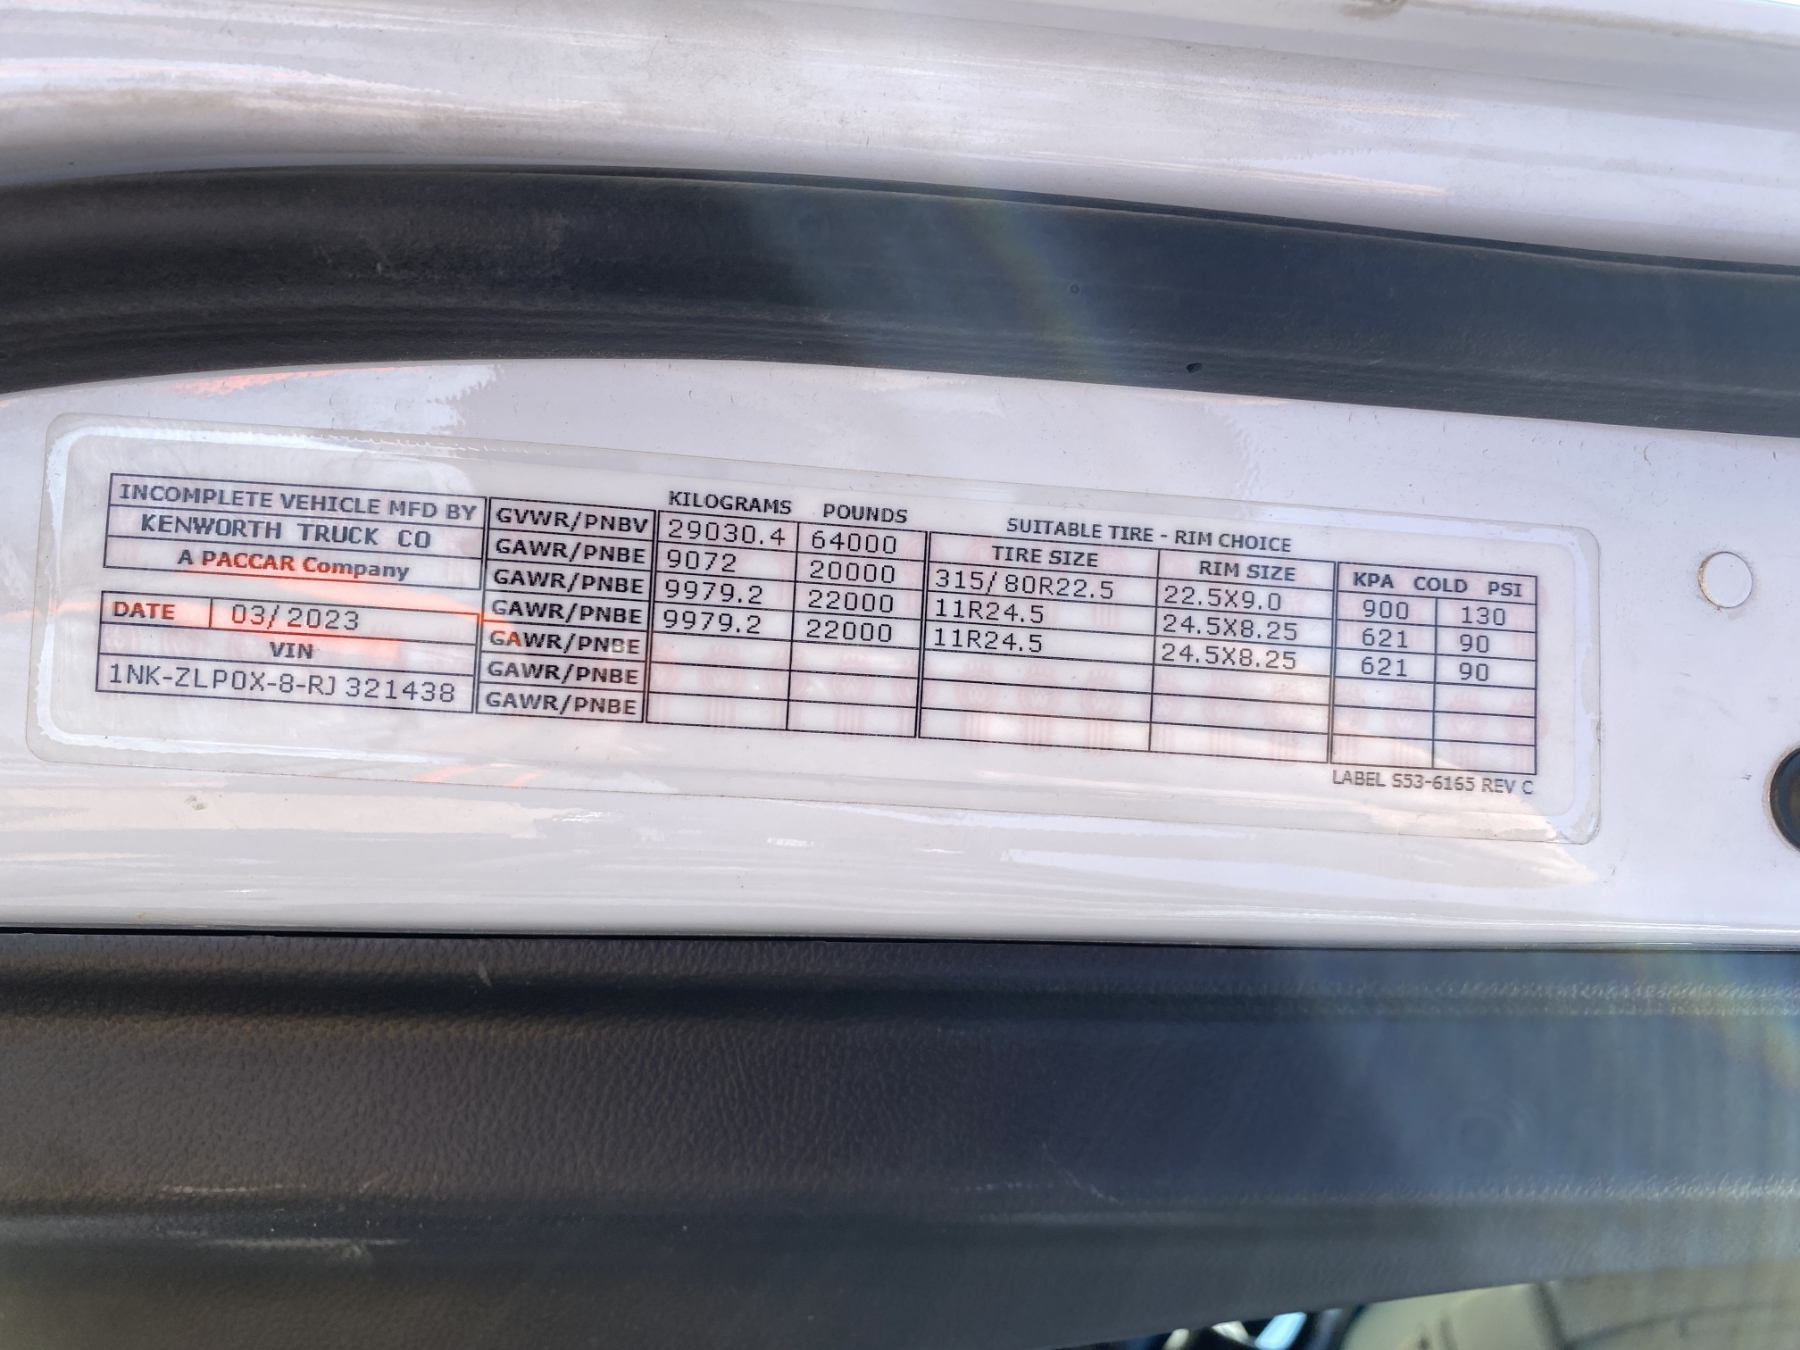 INCOMPLETE VEHICLE MFD BY
KENWORTH TRUCK CO
A PACCAR Company
DATE 03/2023
VIN
1NK-ZLP0X-8-RJ321438
KILOGRAMS POUNDS
GVWR/PNBV 29030.4 64000
GAWR/PNBE 9072 20000
GAWR/PNBE 9979.2 22000
GAWR/PNBE 9979.2 22000
GAWR/PNBE
GAWR/PNBE
GAWR/PNBE
SUITABLE TIRE - RIM CHOICE
TIRE SIZE RIM SIZE KPA COLD PSI
315/80R22.5 22.5X9.0 900 130
11R24.5 24.5X8.25 621 90
11R24.5 24.5X8.25 621 90
LABEL S53-6165 REV C